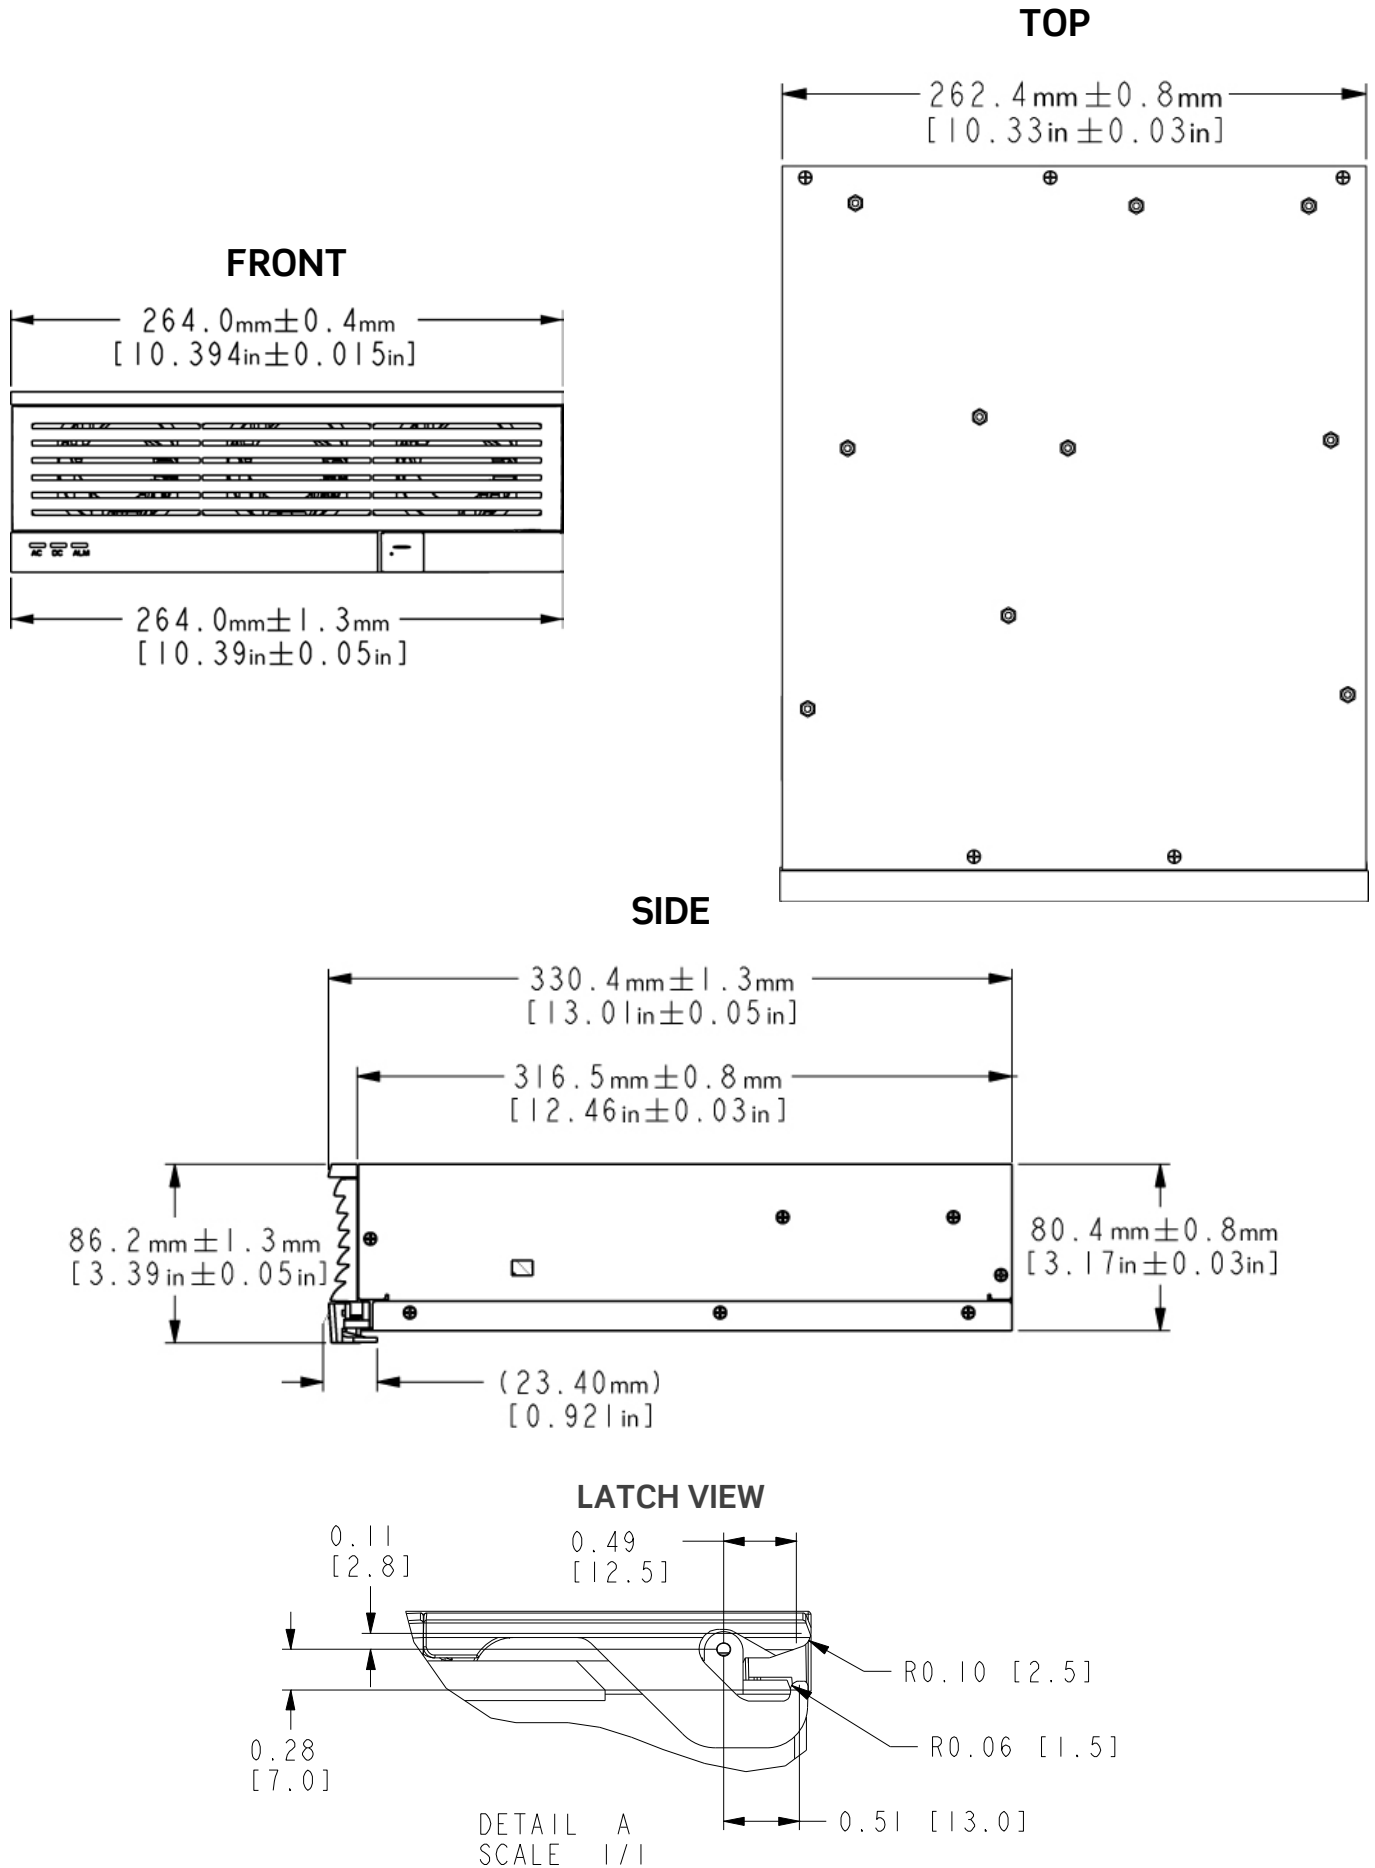 TOP
262.4mm ±0.8mm
[10.33in ±0.03in]
FRONT
264.0mm±0.4mm
[10.394in±0.015in]
AC DC ALM
264.0mm±1.3mm
[10.39in±0.05in]
SIDE
330.4mm±1.3mm
[13.01in±0.05in]
316.5mm±0.8mm
[12.46in±0.03in]
86.2mm±1.3mm
[3.39in±0.05in]
80.4mm±0.8mm
[3.17in±0.03in]
(23.40mm)
[0.921in]
LATCH VIEW
0.11
[2.8]
0.49
[12.5]
R0.10 [2.5]
R0.06 [1.5]
0.28
[7.0]
0.51 [13.0]
DETAIL A
SCALE 1/1